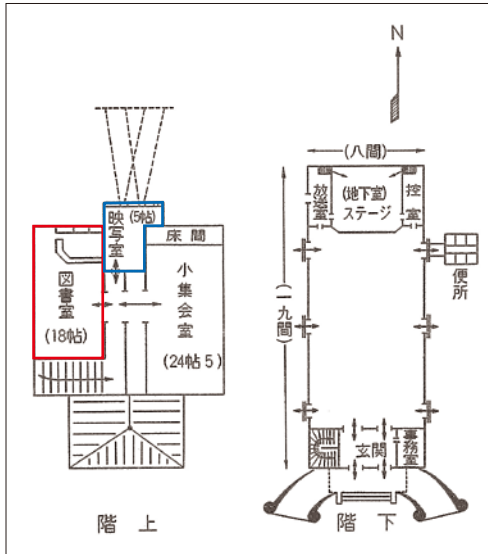 N
映写室
(5帖)
床間
図書室
(18帖)
小集会室
(24帖5)
階上
(八間)
放送室
(地下室)
ステージ
控室
便所
(一九間)
玄関
事務室
階下